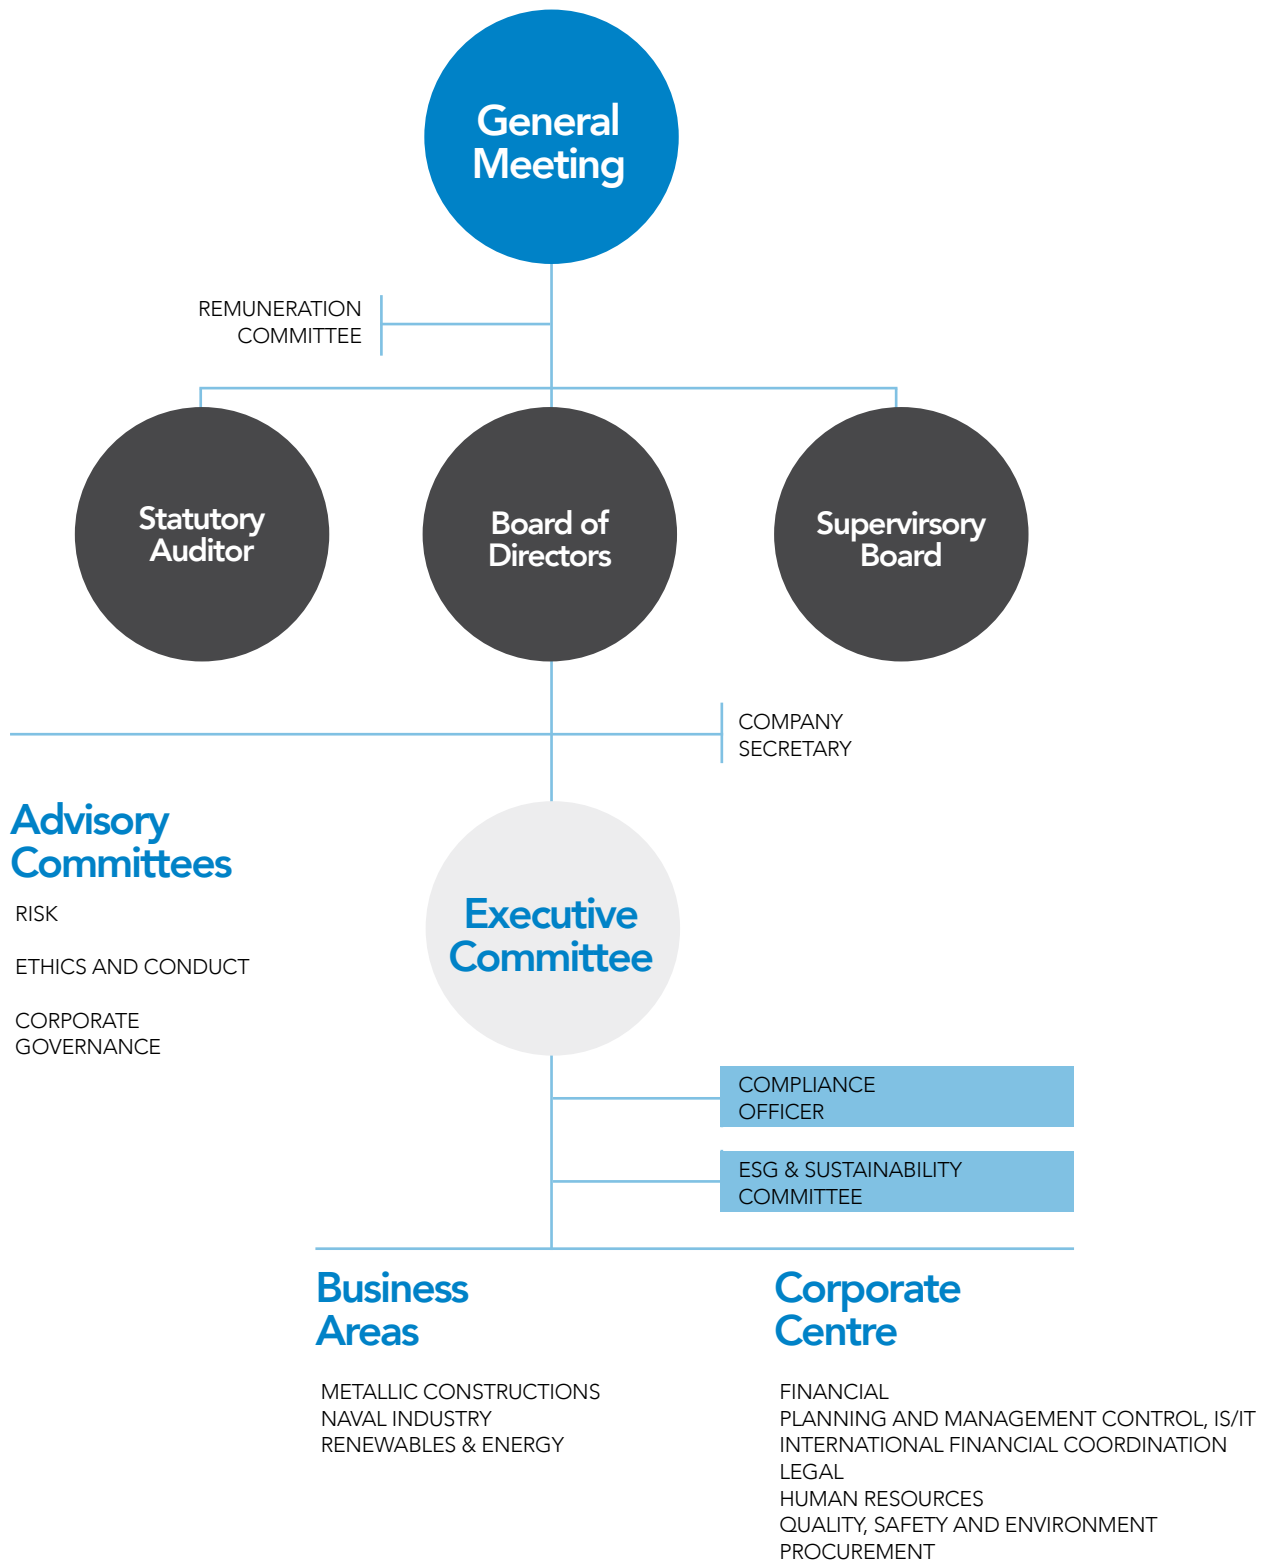 General
Meeting
REMUNERATION
COMMITTEE
Statutory
Auditor
Board of
Directors
Supervirsory
Board
COMPANY
SECRETARY
Advisory
Committees
RISK
ETHICS AND CONDUCT
CORPORATE
GOVERNANCE
Executive
Committee
COMPLIANCE
OFFICER
ESG & SUSTAINABILITY
COMMITTEE
Business
Areas
METALLIC CONSTRUCTIONS
NAVAL INDUSTRY
RENEWABLES & ENERGY
Corporate
Centre
FINANCIAL
PLANNING AND MANAGEMENT CONTROL, IS/IT
INTERNATIONAL FINANCIAL COORDINATION
LEGAL
HUMAN RESOURCES
QUALITY, SAFETY AND ENVIRONMENT
PROCUREMENT